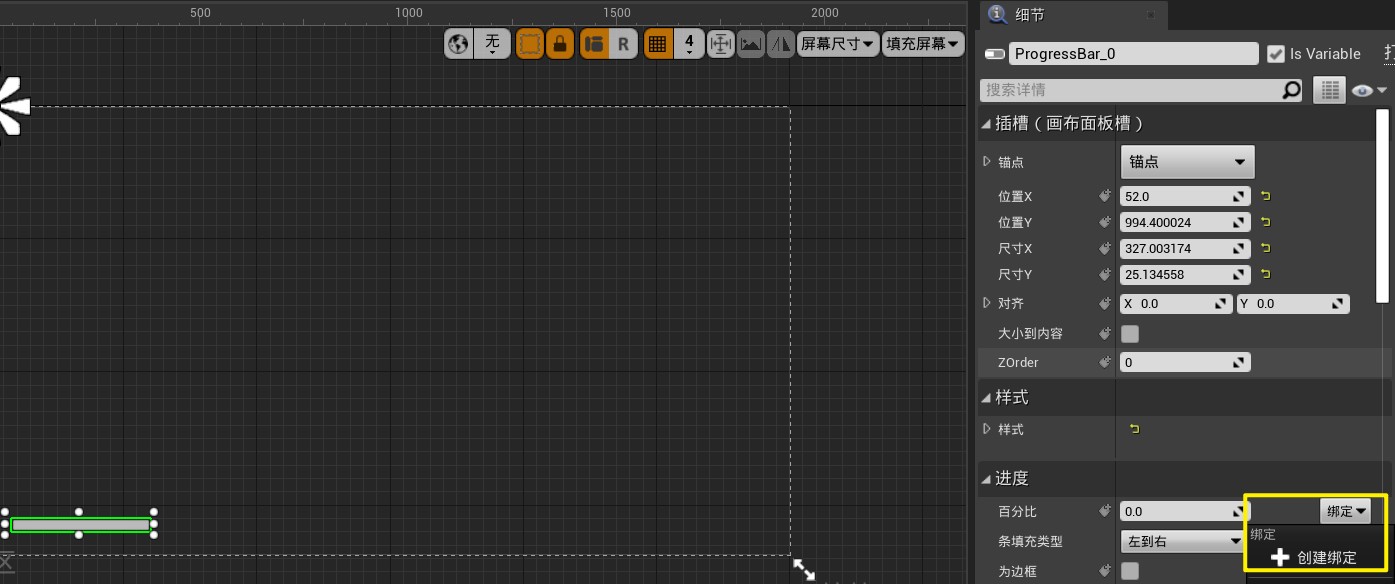 500 1000 1500 2000
细节
无 R 4 屏幕尺寸 填充屏幕
ProgressBar_0 Is Variable
搜索详情
插槽（画布面板槽）
锚点 锚点
位置X 52.0
位置Y 994.400024
尺寸X 327.003174
尺寸Y 25.134558
对齐 X 0.0 Y 0.0
大小到内容
ZOrder 0
样式
样式
进度
百分比 0.0 绑定
绑定
条填充类型 左到右
创建绑定
为边框